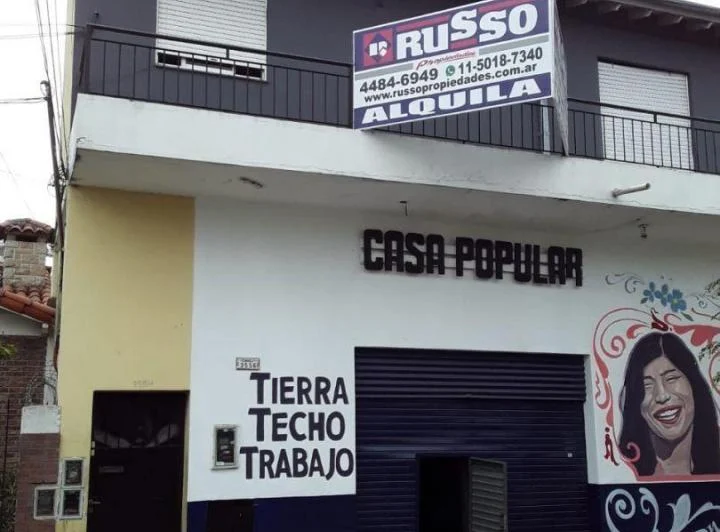 RUSSO
Propiedades
4484-6949 11-5018-7340
www.russopropiedades.com.ar
ALQUILA
CASA POPULAR
TIERRA
TECHO
TRABAJO